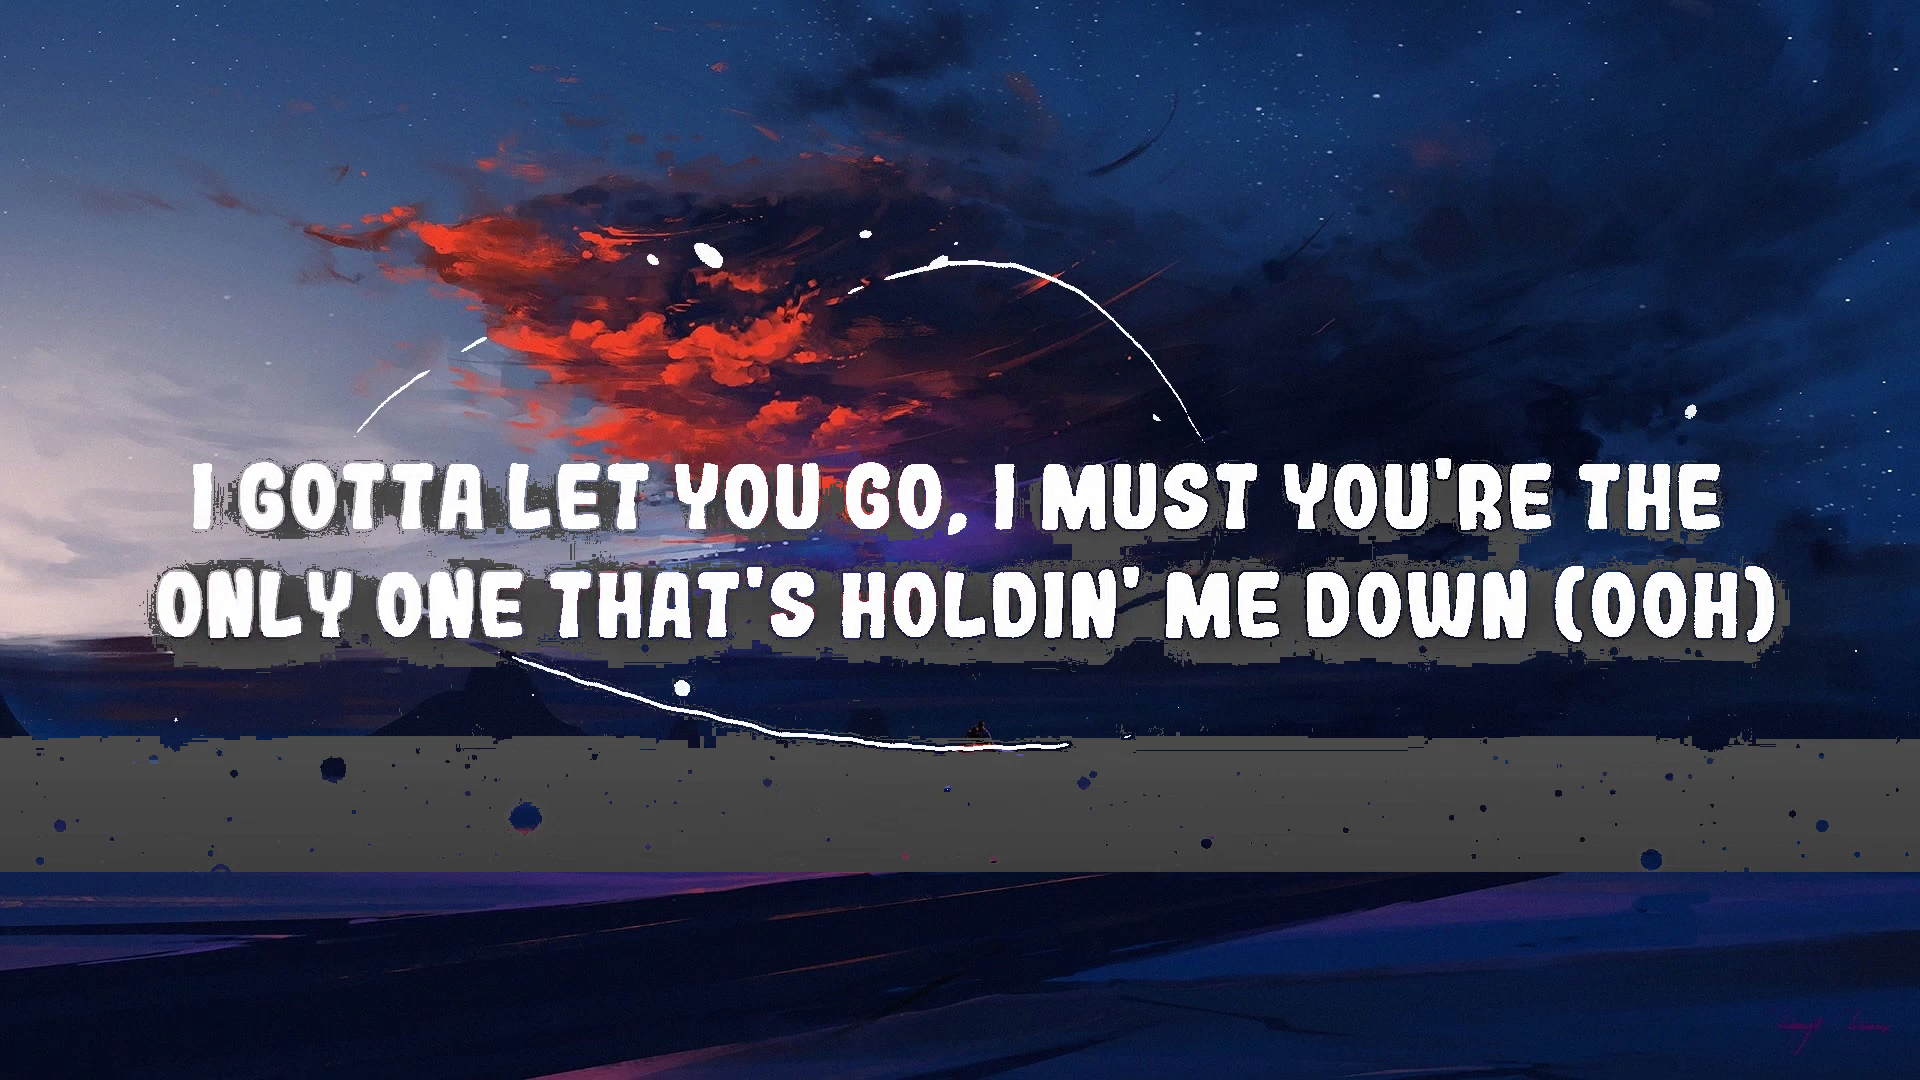 I GOTTA LET YOU GO, I MUST YOU'RE THE
ONLY ONE THAT'S HOLDIN' ME DOWN (OOH)